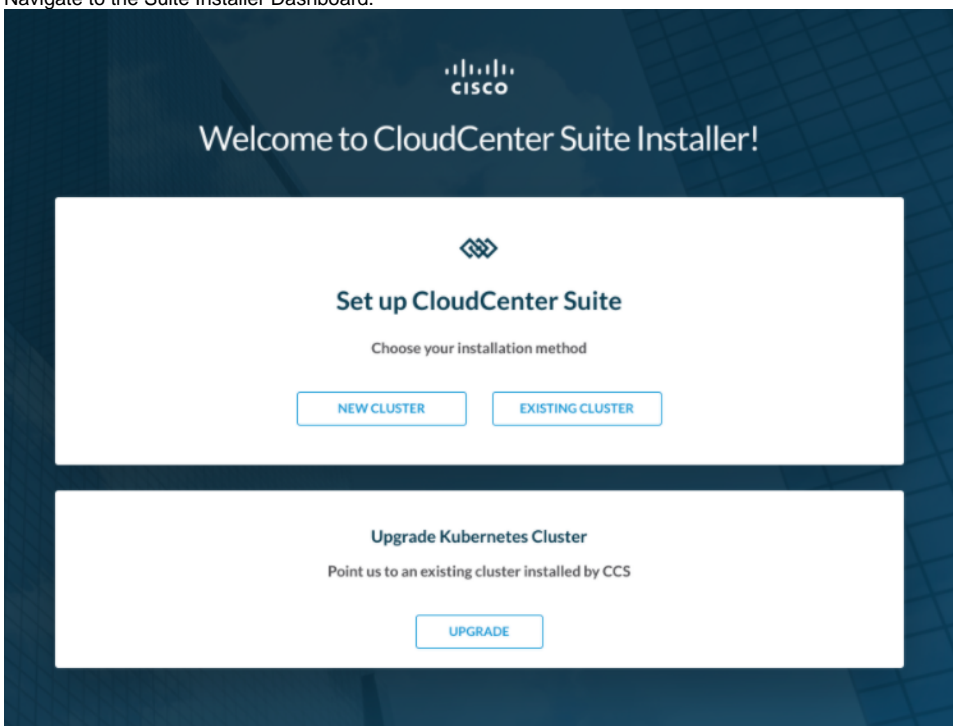 Navigate to the Suite Installer Dashboard.
CISCO
Welcome to CloudCenter Suite Installer!
Set up CloudCenter Suite
Choose your installation method
NEW CLUSTER EXISTING CLUSTER
Upgrade Kubernetes Cluster
Point us to an existing cluster installed by CCS
UPGRADE